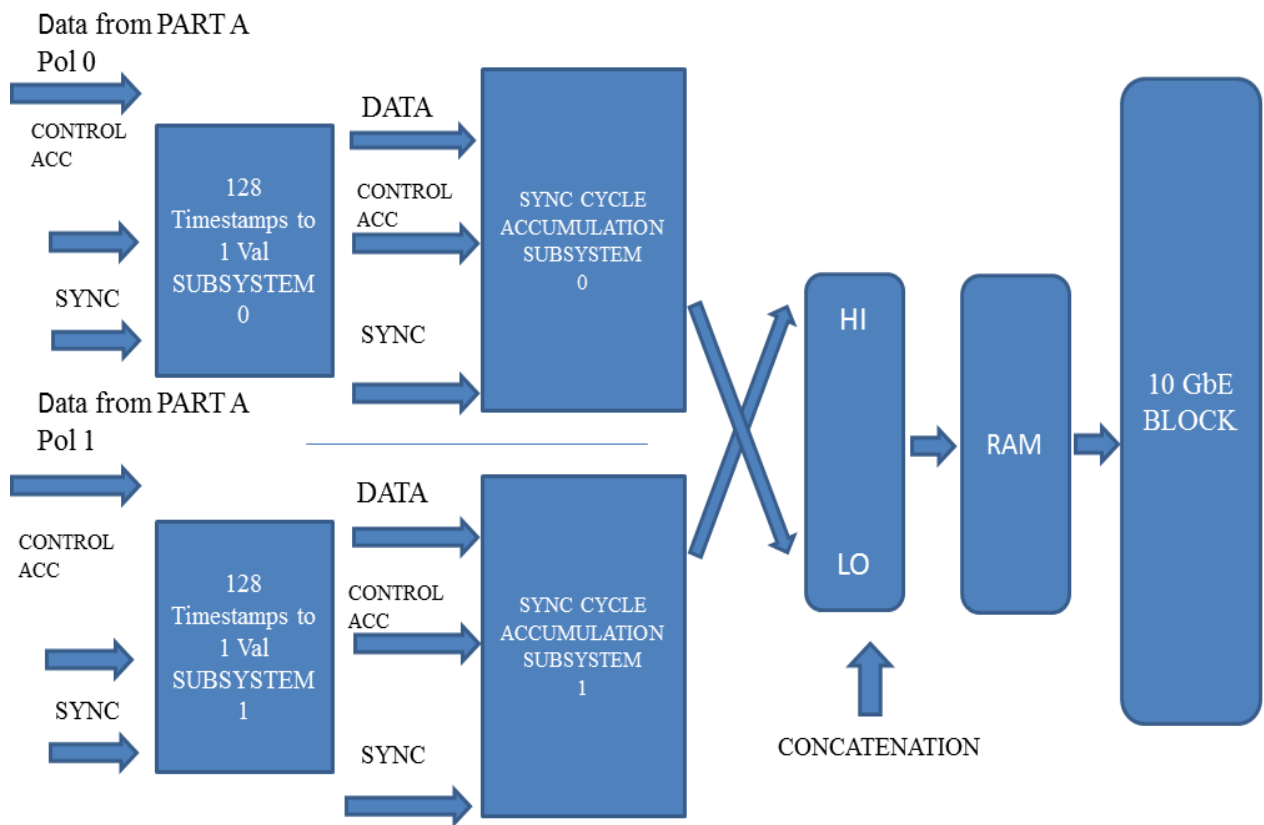 Data from PART A
Pol 0
CONTROL
ACC
128
Timestamps to
1 Val
SUBSYSTEM
0
SYNC
DATA
CONTROL
ACC
SYNC
SYNC CYCLE
ACCUMULATION
SUBSYSTEM
0
Data from PART A
Pol 1
CONTROL
ACC
128
Timestamps to
1 Val
SUBSYSTEM
1
SYNC
DATA
CONTROL
ACC
SYNC
SYNC CYCLE
ACCUMULATION
SUBSYSTEM
1
HI
LO
CONCATENATION
RAM
10 GbE
BLOCK